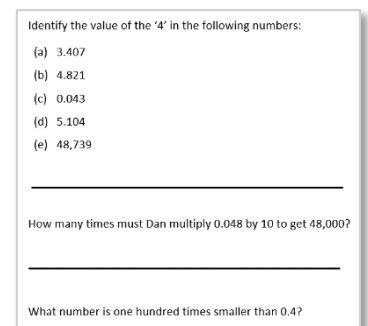 Identify the value of the ‘4’ in the following numbers:
(a) 3.407
(b) 4.821
(c) 0.043
(d) 5.104
(e) 48,739
How many times must Dan multiply 0.048 by 10 to get 48,000?
What number is one hundred times smaller than 0.4?